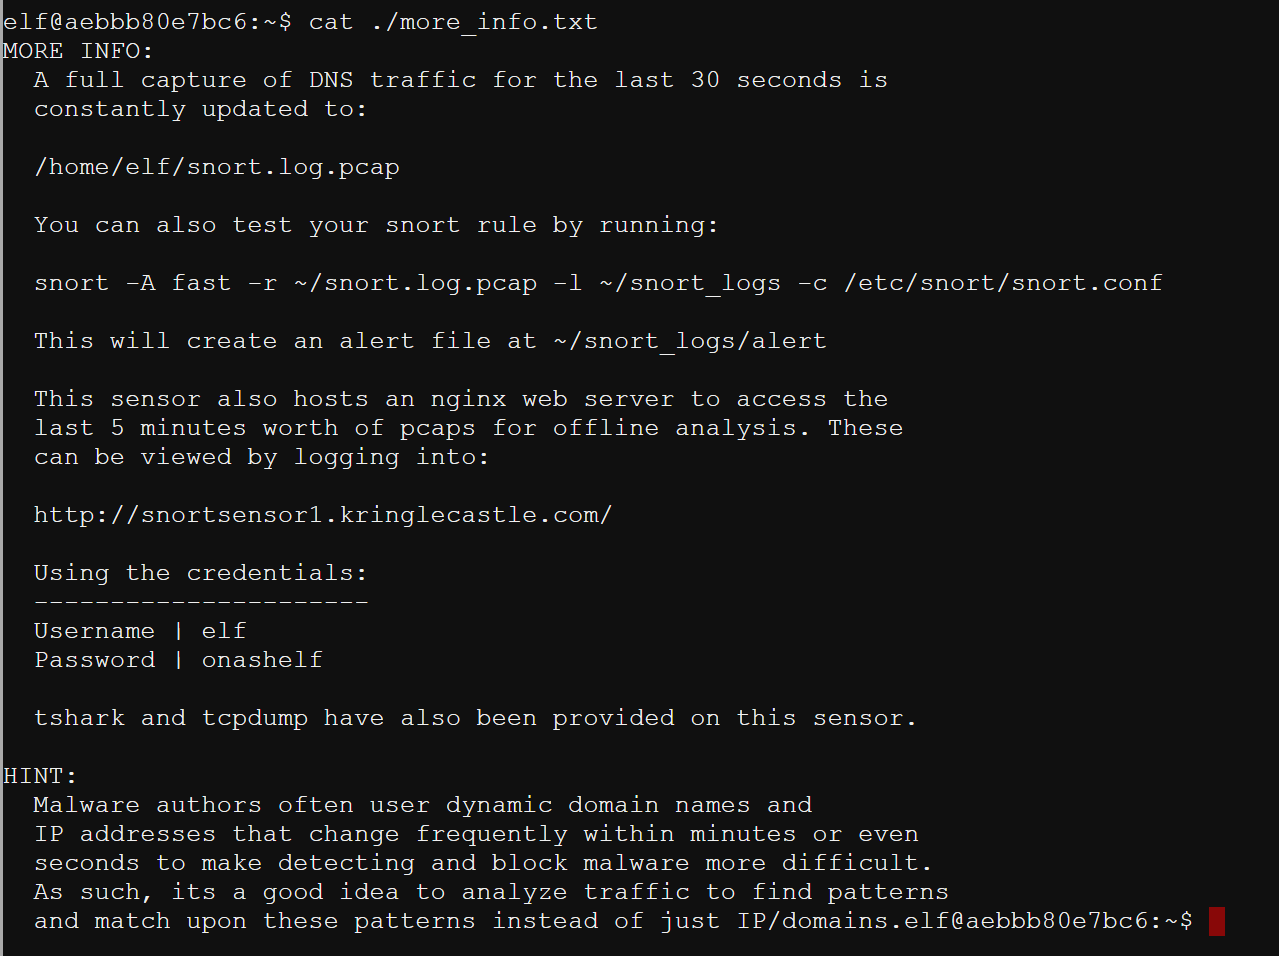 elf@aebbb80e7bc6:~$ cat ./more_info.txt
MORE INFO:
A full capture of DNS traffic for the last 30 seconds is
constantly updated to:
/home/elf/snort.log.pcap
You can also test your snort rule by running:
snort -A fast -r ~/snort.log.pcap -l ~/snort_logs -c /etc/snort/snort.conf
This will create an alert file at ~/snort_logs/alert
This sensor also hosts an nginx web server to access the
last 5 minutes worth of pcaps for offline analysis. These
can be viewed by logging into:
http://snortsensor1.kringlecastle.com/
Using the credentials:
----------------------
Username | elf
Password | onashelf
tshark and tcpdump have also been provided on this sensor.
HINT:
Malware authors often user dynamic domain names and
IP addresses that change frequently within minutes or even
seconds to make detecting and block malware more difficult.
As such, its a good idea to analyze traffic to find patterns
and match upon these patterns instead of just IP/domains.elf@aebbb80e7bc6:~$